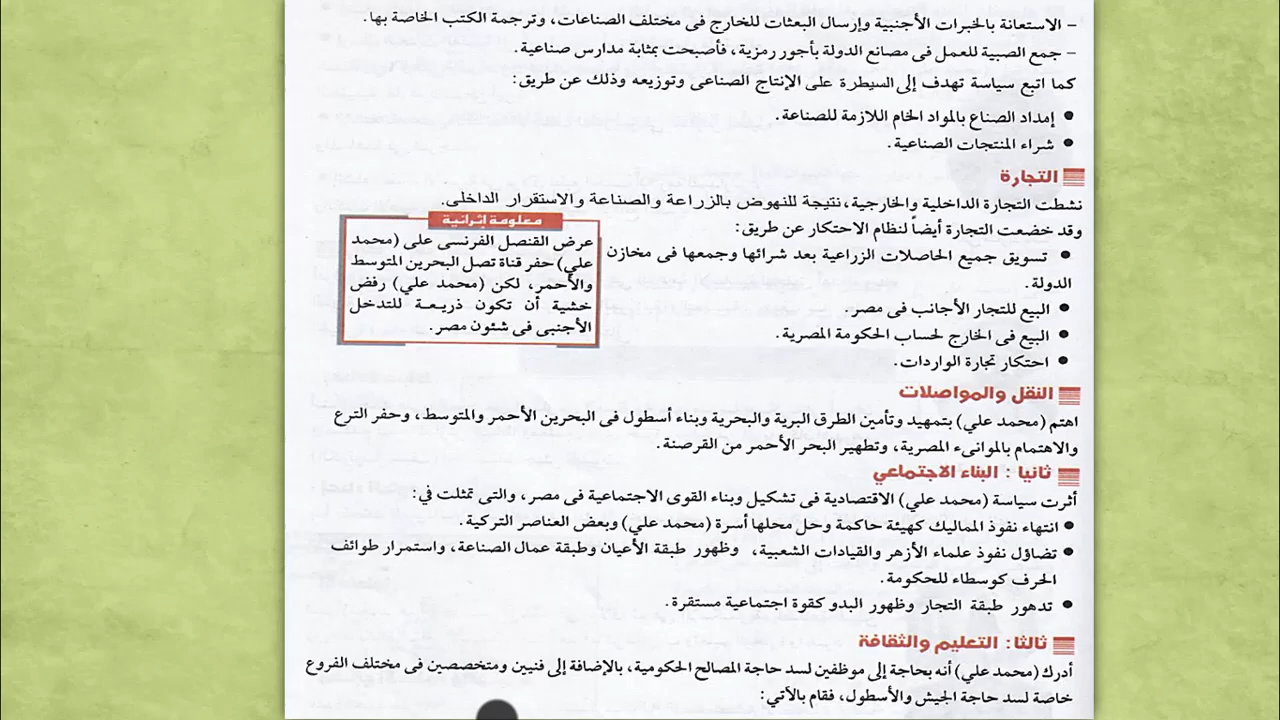 – الاستعانة بالخبرات الأجنبية وإرسال البعثات للخارج فى مختلف الصناعات، وترجمة الكتب الخاصة بها.
– جمع الصبية للعمل فى مصانع الدولة بأجور رمزية، فأصبحت بمثابة مدارس صناعية.
كما اتبع سياسة تهدف إلى السيطرة على الإنتاج الصناعى وتوزيعه وذلك عن طريق:
● إمداد الصناع بالمواد الخام اللازمة للصناعة.
● شراء المنتجات الصناعية.
التجارة
نشطت التجارة الداخلية والخارجية، نتيجة للنهوض بالزراعة والصناعة والاستقرار الداخلى.
وقد خضعت التجارة أيضاً لنظام الاحتكار عن طريق:
● تسويق جميع الحاصلات الزراعية بعد شرائها وجمعها فى مخازن
الدولة.
● البيع للتجار الأجانب فى مصر.
● البيع فى الخارج لحساب الحكومة المصرية.
● احتكار تجارة الواردات.
معلومة إثرائية
عرض القنصل الفرنسى على (محمد
علي) حفر قناة تصل البحرين المتوسط
والأحمر، لكن (محمد علي) رفض
خشية أن تكون ذريعة للتدخل
الأجنبى فى شئون مصر.
النقل والمواصلات
اهتم (محمد علي) بتمهيد وتأمين الطرق البرية والبحرية وبناء أسطول فى البحرين الأحمر والمتوسط، وحفر الترع
والاهتمام بالموانىء المصرية، وتطهير البحر الأحمر من القرصنة.
ثانيا: البناء الاجتماعي
أثرت سياسة (محمد علي) الاقتصادية فى تشكيل وبناء القوى الاجتماعية فى مصر، والتى تمثلت في:
● انتهاء نفوذ المماليك كهيئة حاكمة وحل محلها أسرة (محمد علي) وبعض العناصر التركية.
● تضاؤل نفوذ علماء الأزهر والقيادات الشعبية، وظهور طبقة الأعيان وطبقة عمال الصناعة، واستمرار طوائف
الحرف كوسطاء للحكومة.
● تدهور طبقة التجار وظهور البدو كقوة اجتماعية مستقرة.
ثالثا: التعليم والثقافة
أدرك (محمد علي) أنه بحاجة إلى موظفين لسد حاجة المصالح الحكومية، بالإضافة إلى فنيين ومتخصصين فى مختلف الفروع
خاصة لسد حاجة الجيش والأسطول، فقام بالآتي: